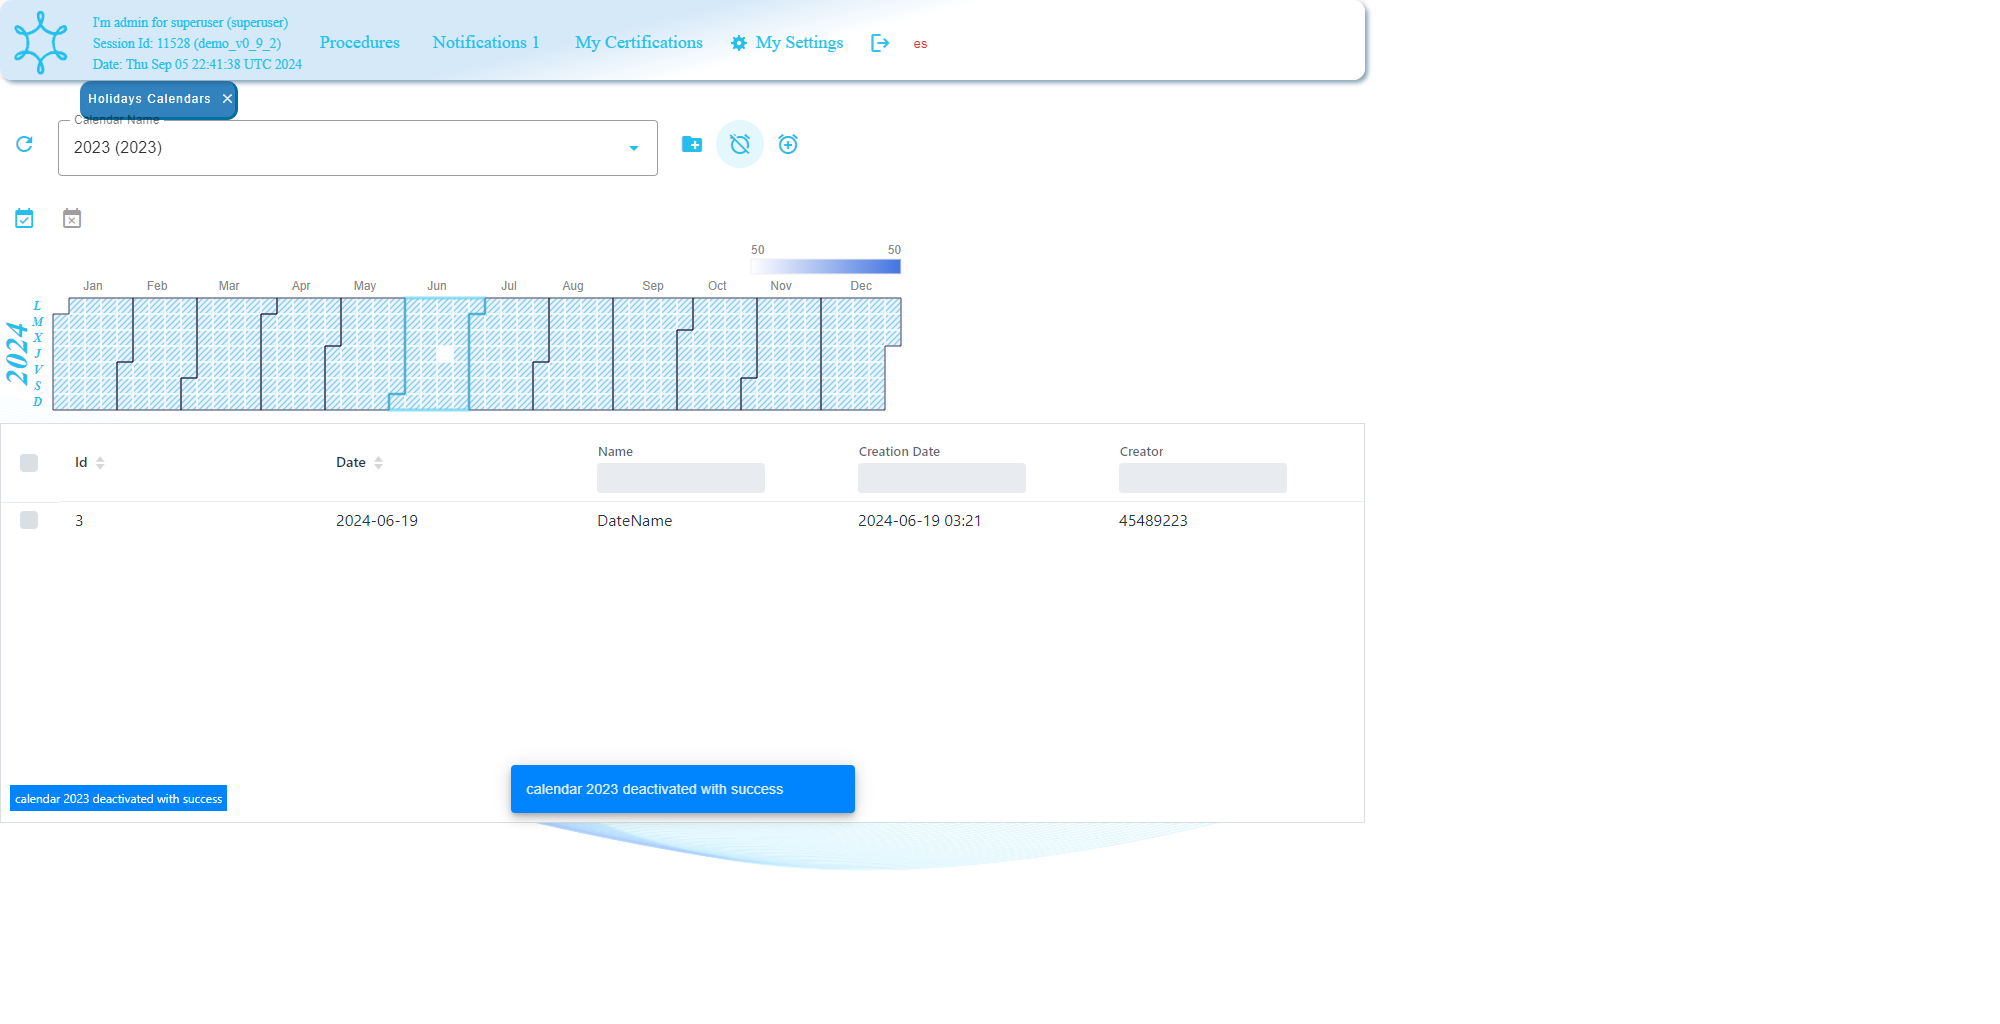 I'm admin for superuser (superuser)
Session Id: 11528 (demo_v0_9_2)
Date: Thu Sep 05 22:41:38 UTC 2024
Procedures
Notifications 1
My Certifications
My Settings
es
Holidays Calendars
Calendar Name
2023 (2023)
50 50
Jan Feb Mar Apr May Jun Jul Aug Sep Oct Nov Dec
2024
L
M
X
J
V
S
D
Id Date Name Creation Date Creator
3 2024-06-19 DateName 2024-06-19 03:21 45489223
calendar 2023 deactivated with success
calendar 2023 deactivated with success